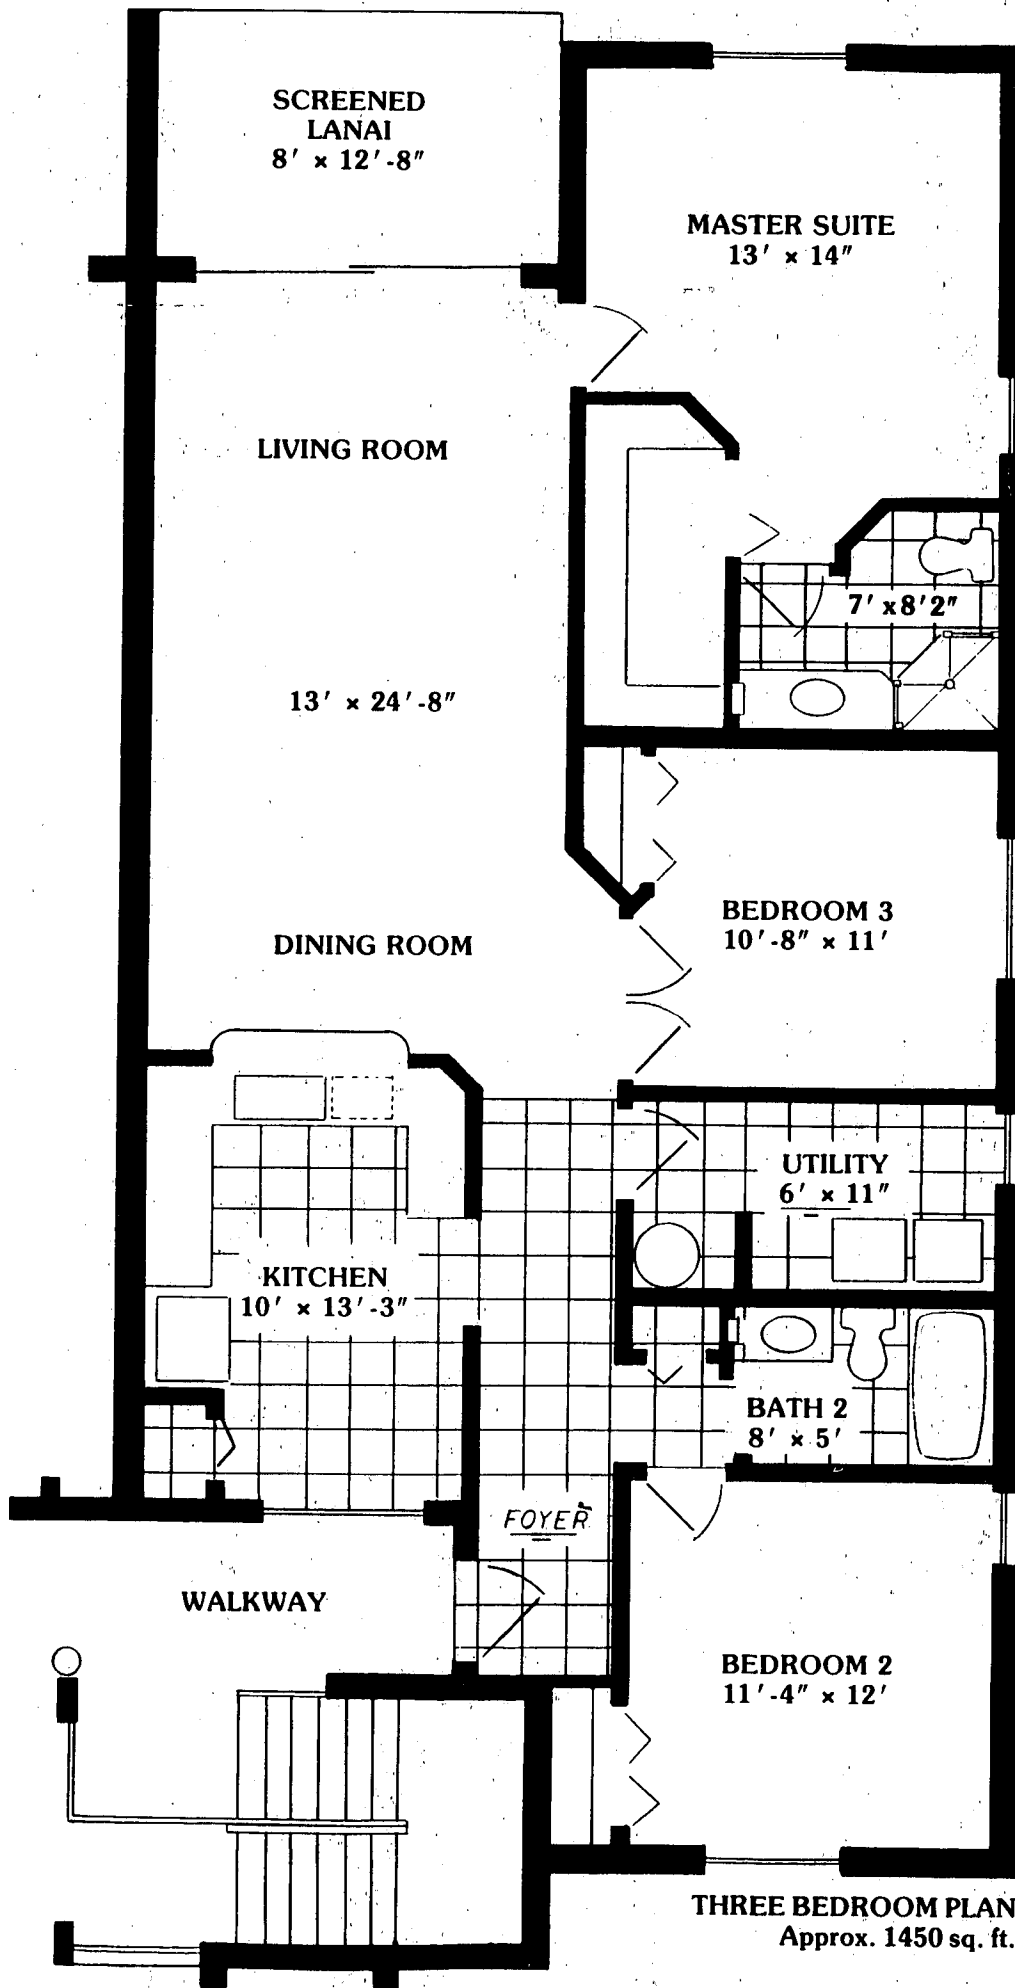 SCREENED
LANAI
8' × 12'-8"
MASTER SUITE
13' × 14"
LIVING ROOM
7' x8'2"
13' × 24'-8"
BEDROOM 3
10'-8" × 11'
DINING ROOM
UTILITY
6' × 11"
KITCHEN
10' × 13'-3"
BATH 2
8' × 5'
FOYER
WALKWAY
BEDROOM 2
11'-4" × 12'
THREE BEDROOM PLAN
Approx. 1450 sq. ft.